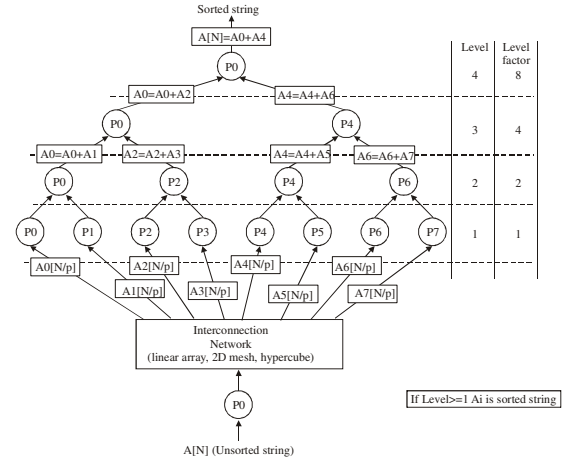 Sorted string
A[N]=A0+A4
Level
Level factor
P0
4
8
A0=A0+A2
A4=A4+A6
P0
P4
3
4
A0=A0+A1
A2=A2+A3
A4=A4+A5
A6=A6+A7
P0
P2
P4
P6
2
2
P0
P1
P2
P3
P4
P5
P6
P7
1
1
A0[N/p]
A2[N/p]
A4[N/p]
A6[N/p]
A1[N/p]
A3[N/p]
A5[N/p]
A7[N/p]
Interconnection
Network
(linear array, 2D mesh, hypercube)
P0
If Level>=1 Ai is sorted string
A[N] (Unsorted string)